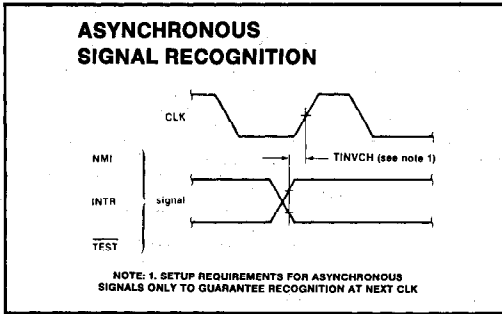 ASYNCHRONOUS
SIGNAL RECOGNITION
CLK
TINVCH (see note 1)
NMI
INTR
signal
TEST
NOTE: 1. SETUP REQUIREMENTS FOR ASYNCHRONOUS
SIGNALS ONLY TO GUARANTEE RECOGNITION AT NEXT CLK